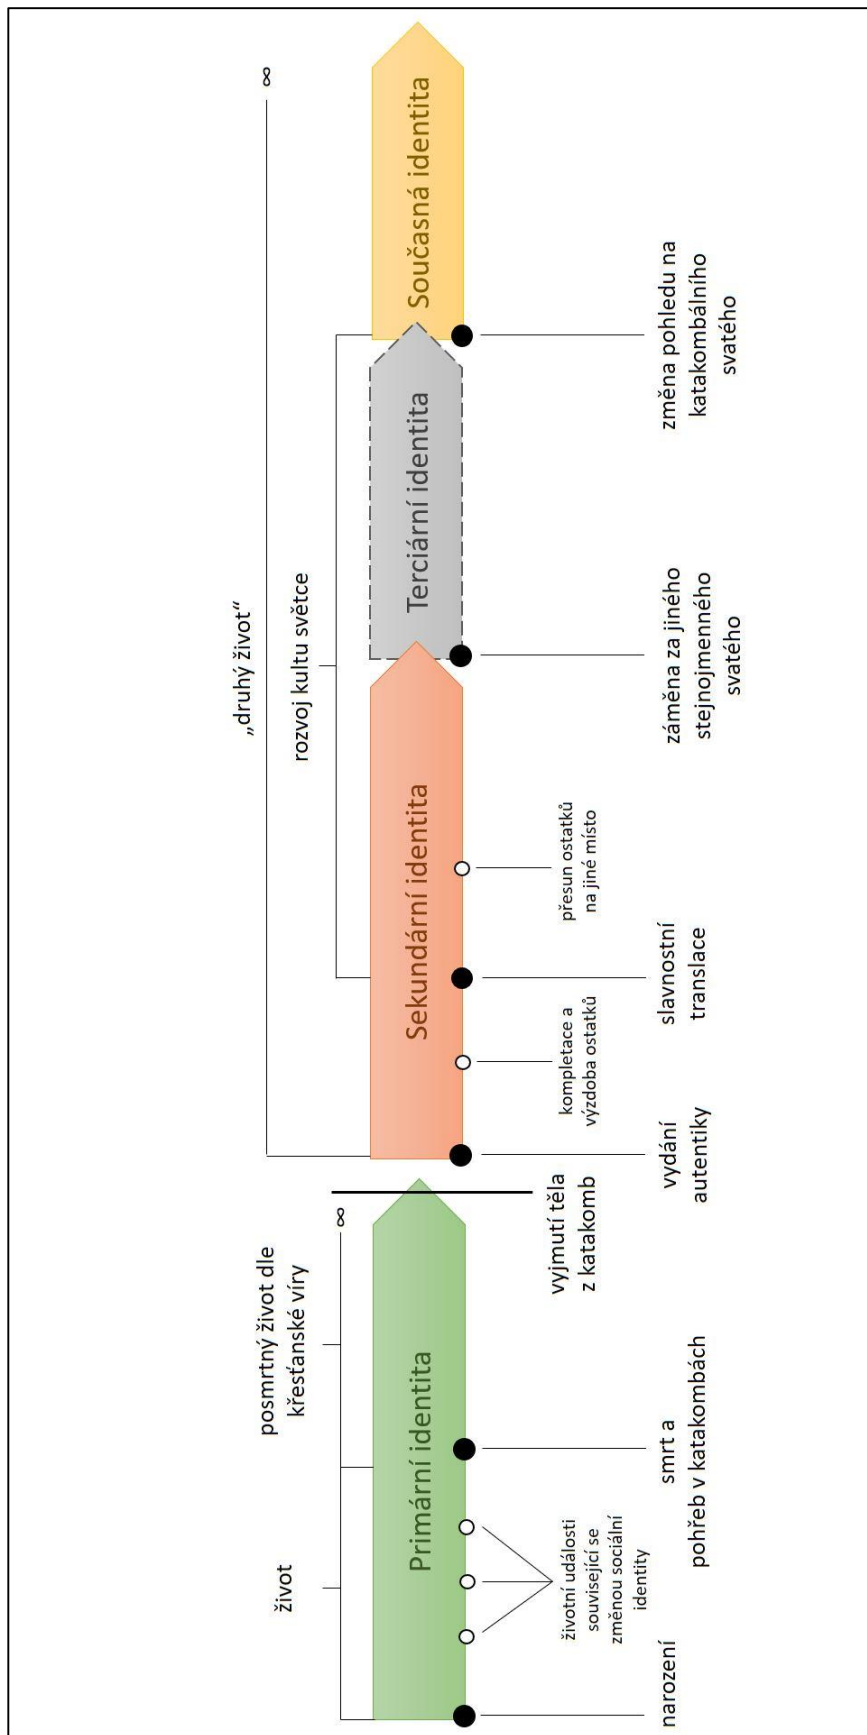 „druhý život“
∞
posmrtný život dle
křesťanské víry
∞
život
rozvoj kultu světce
Primární identita
Sekundární identita
Terciární identita
Současná identita
narození
životní události
související se
změnou sociální
identity
smrt a
pohřeb v katakombách
vyjmutí těla
z katakomb
vydání
autentiky
kompletace a
výzdoba ostatků
slavnostní
translace
přesun ostatků
na jiné místo
záměna za jiného
stejnojmenného
svatého
změna pohledu na
katakombálního
svatého